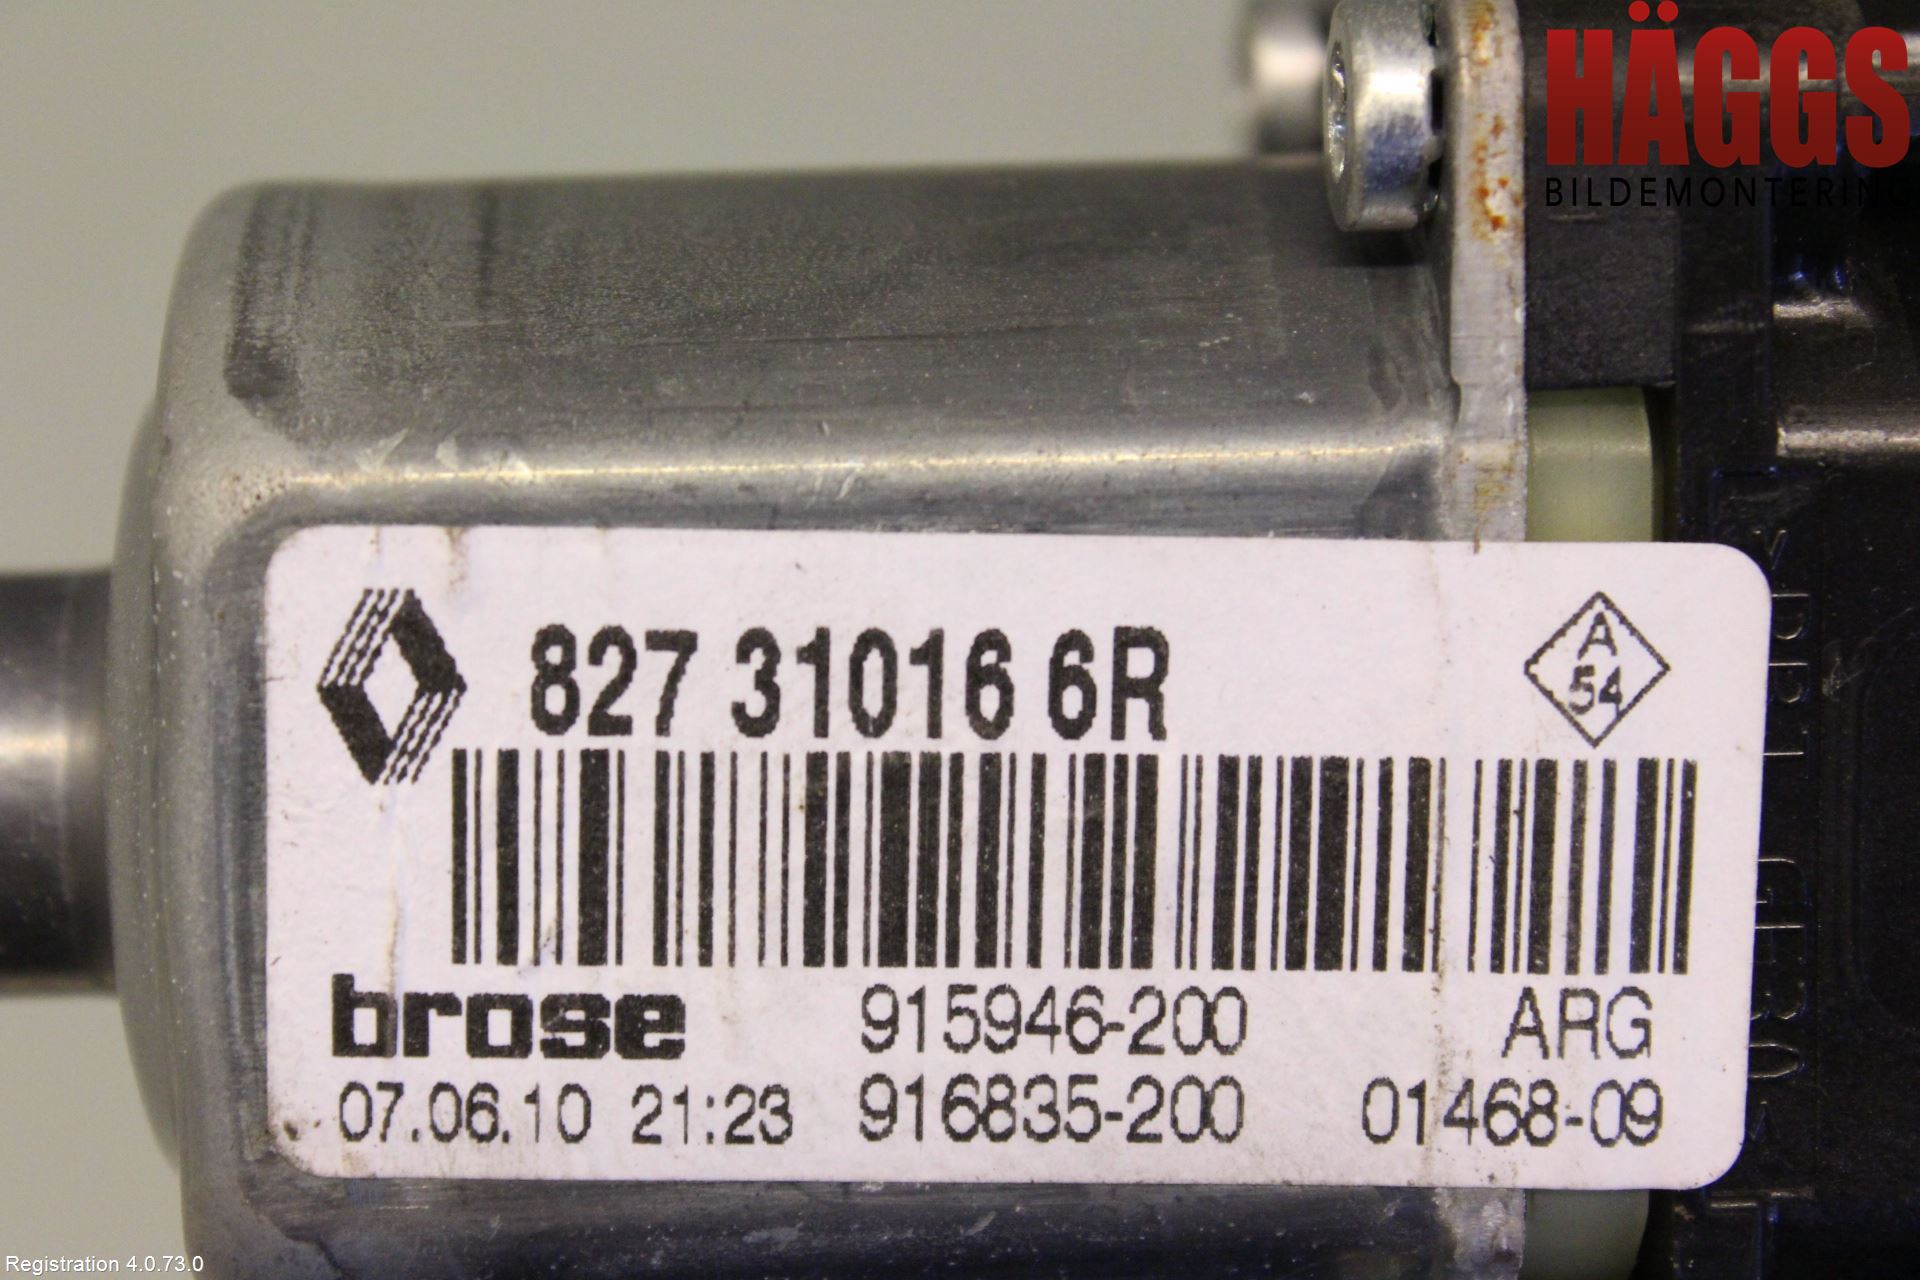 HÄGGS
BILDEMONTERING
827 31016 6R
A
54
brose
915946-200
ARG
07.06.10 21:23
916835-200
01468-09
Registration 4.0.73.0